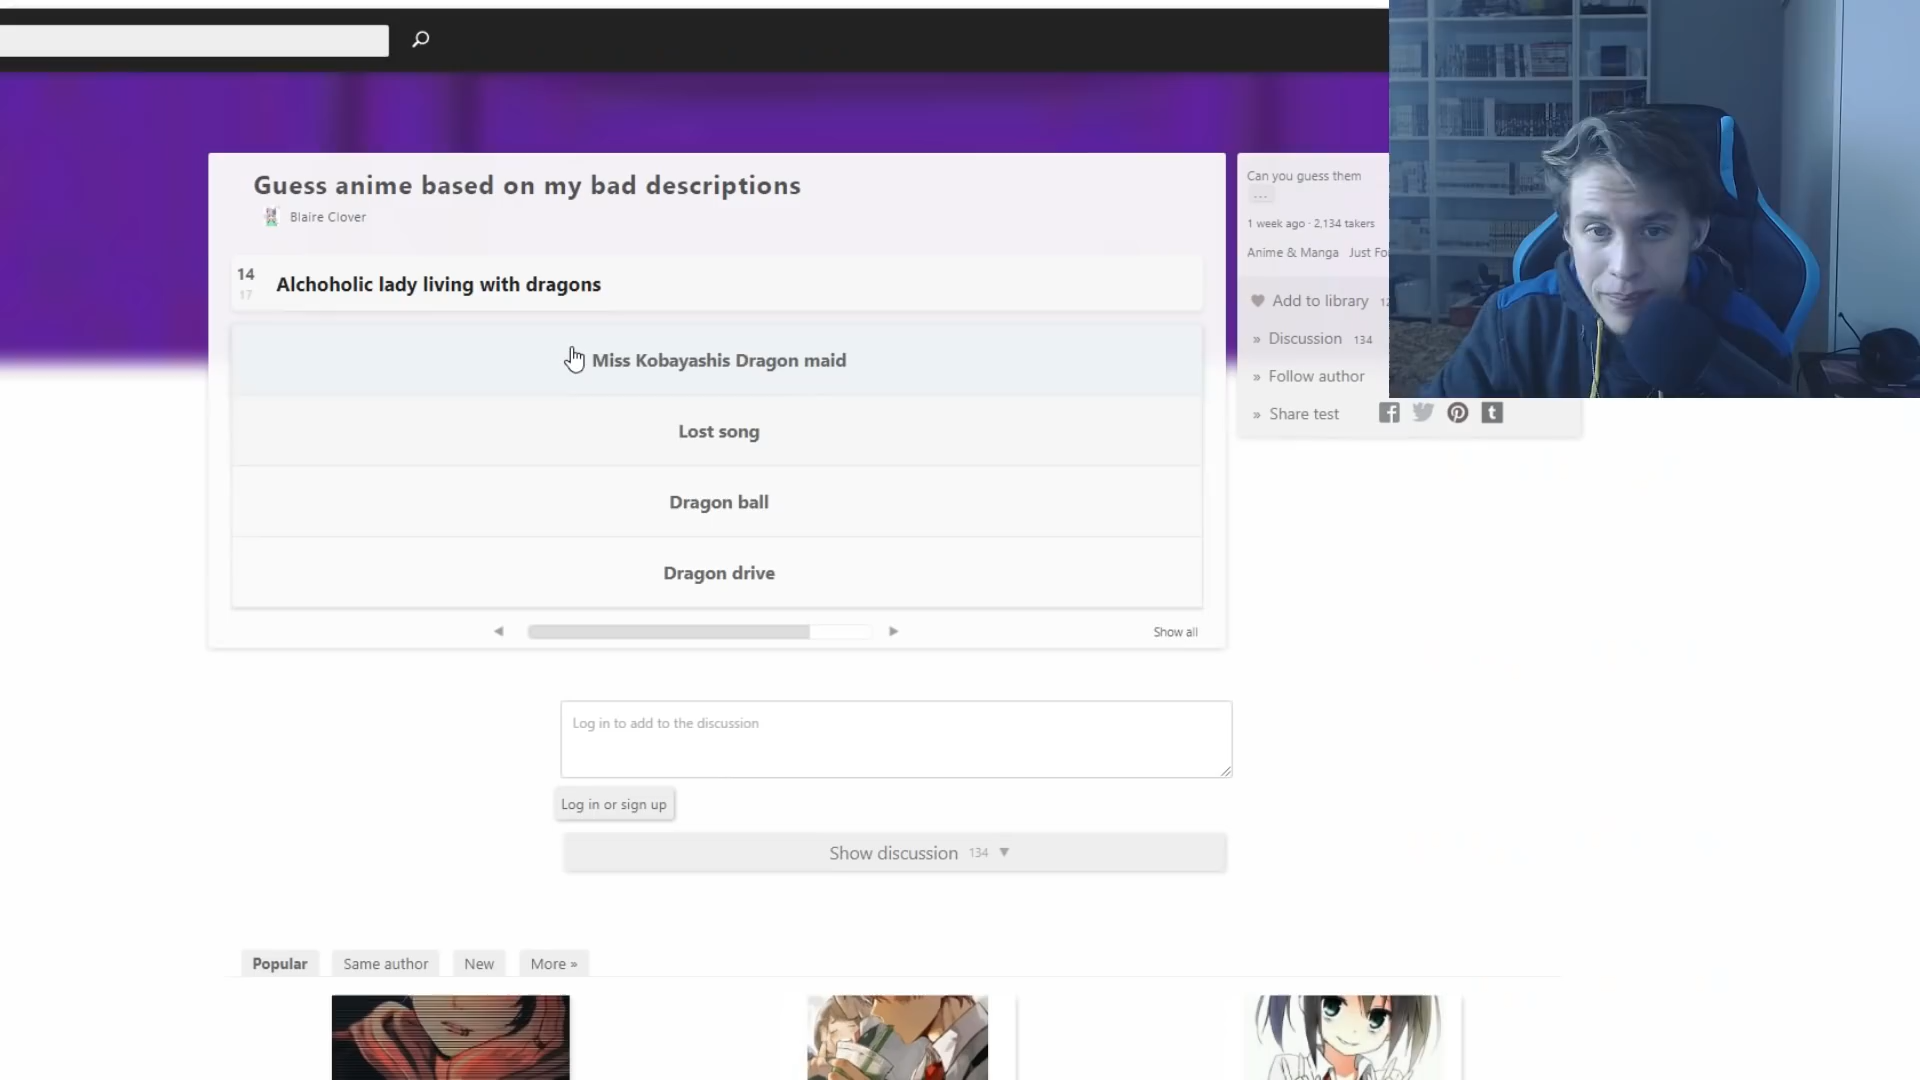 Guess anime based on my bad descriptions
Blaire Clover
14
17
Alchoholic lady living with dragons
Miss Kobayashis Dragon maid
Lost song
Dragon ball
Dragon drive
Show all
Can you guess them
...
1 week ago · 2,134 takers
Anime & Manga Just Fo
Add to library
» Discussion 134
» Follow author
» Share test
Log in to add to the discussion
Log in or sign up
Show discussion 134 ▼
Popular Same author New More »